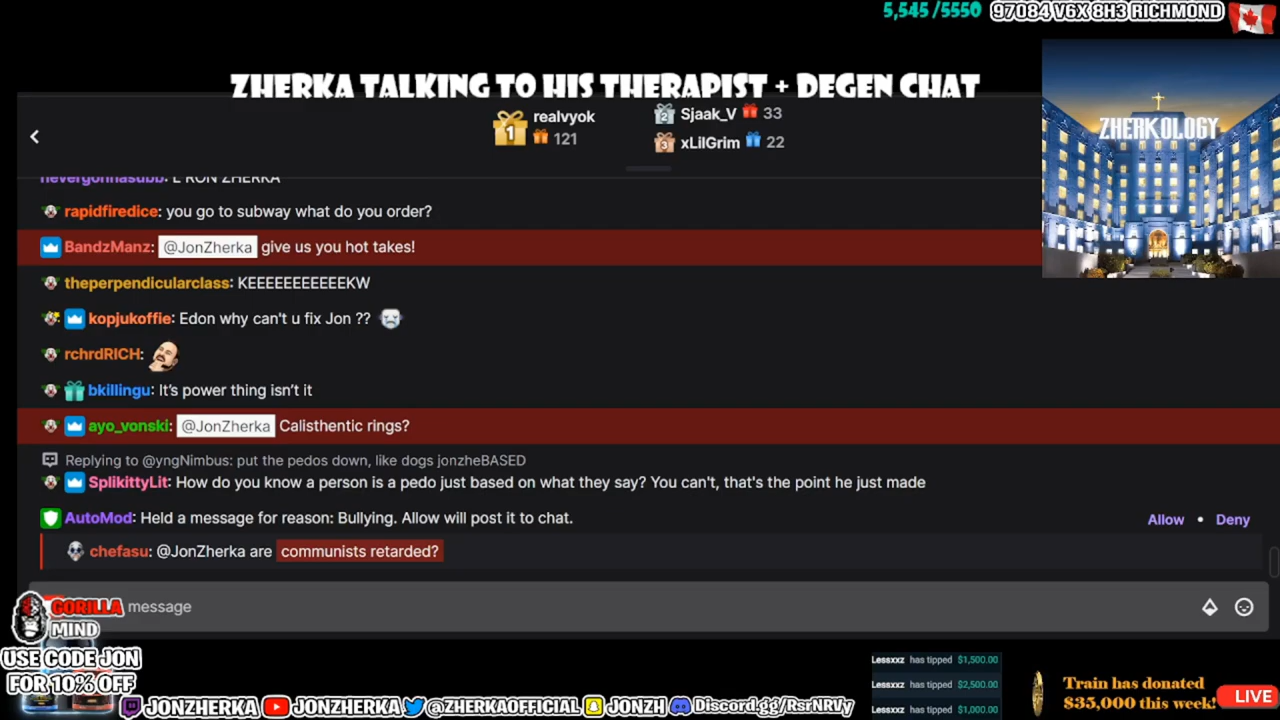 5,545 /5550 97084 V6X 8H3 RICHMOND
ZHERKA TALKING TO HIS THERAPIST + DEGEN CHAT
ZHERKOLOGY
1 realvyok 121
2 Sjaak_V 33
3 xLilGrim 22
nevergonnasubb: L RON ZHERKA
rapidfiredice: you go to subway what do you order?
BandzManz: @JonZherka give us you hot takes!
theperpendicularclass: KEEEEEEEEEEEKW
kopjukoffie: Edon why can't u fix Jon ??
rchrdRICH:
bkillingu: It's power thing isn't it
ayo_vonski: @JonZherka Calisthentic rings?
Replying to @yngNimbus: put the pedos down, like dogs jonzheBASED
SplikittyLit: How do you know a person is a pedo just based on what they say? You can't, that's the point he just made
AutoMod: Held a message for reason: Bullying. Allow will post it to chat.
Allow • Deny
chefasu: @JonZherka are communists retarded?
message
GORILLA
MIND
USE CODE JON
FOR 10% OFF
JONZHERKA JONZHERKA @ZHERKAOFFICIAL JONZH Discord.gg/RsrNRVy
Lessxxz has tipped $1,500.00
Lessxxz has tipped $2,500.00
Lessxxz has tipped $1,000.00
Train has donated
$35,000 this week!
LIVE